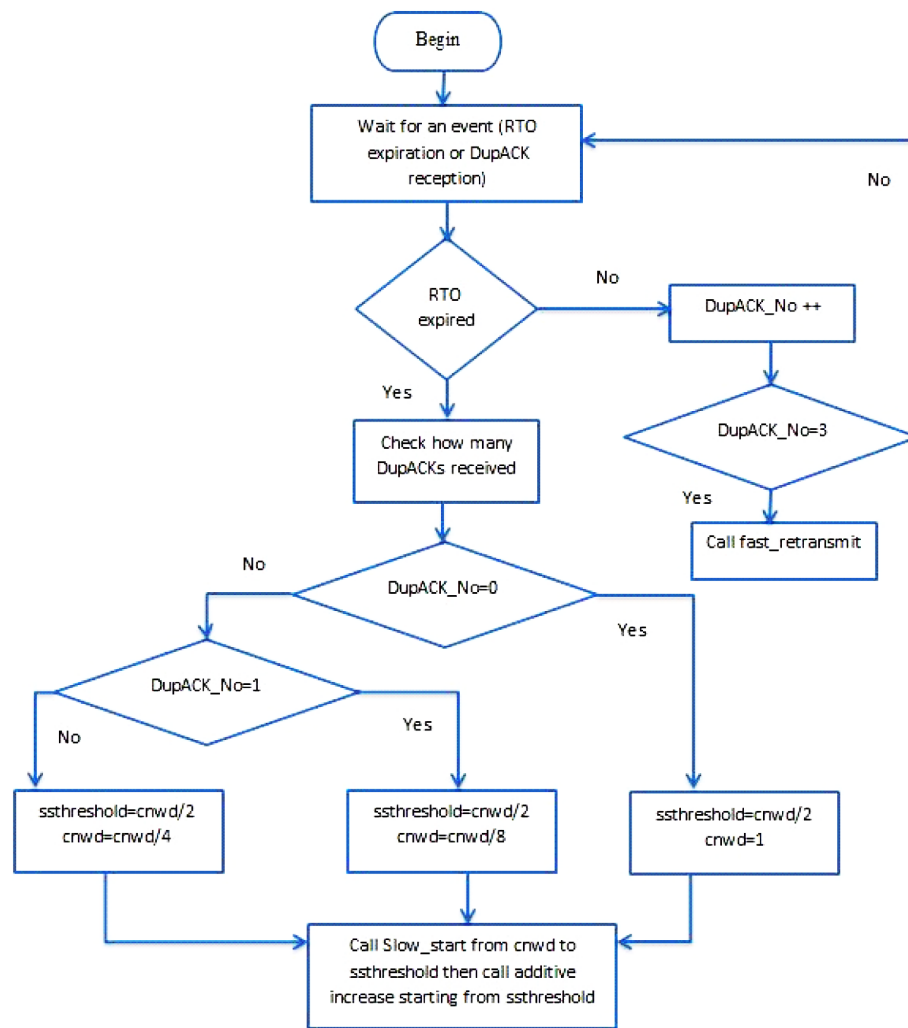 Begin
Wait for an event (RTO
expiration or DupACK
reception)
No
RTO
expired
No
DupACK_No ++
Yes
DupACK_No=3
Check how many
DupACKs received
Yes
Call fast_retransmit
No
DupACK_No=0
Yes
DupACK_No=1
No
Yes
ssthreshold=cnwd/2
cnwd=cnwd/4
ssthreshold=cnwd/2
cnwd=cnwd/8
ssthreshold=cnwd/2
cnwd=1
Call Slow_start from cnwd to
ssthreshold then call additive
increase starting from ssthreshold